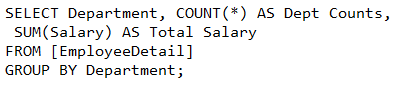 SELECT Department, COUNT(*) AS Dept Counts,
SUM(Salary) AS Total Salary
FROM [EmployeeDetail]
GROUP BY Department;